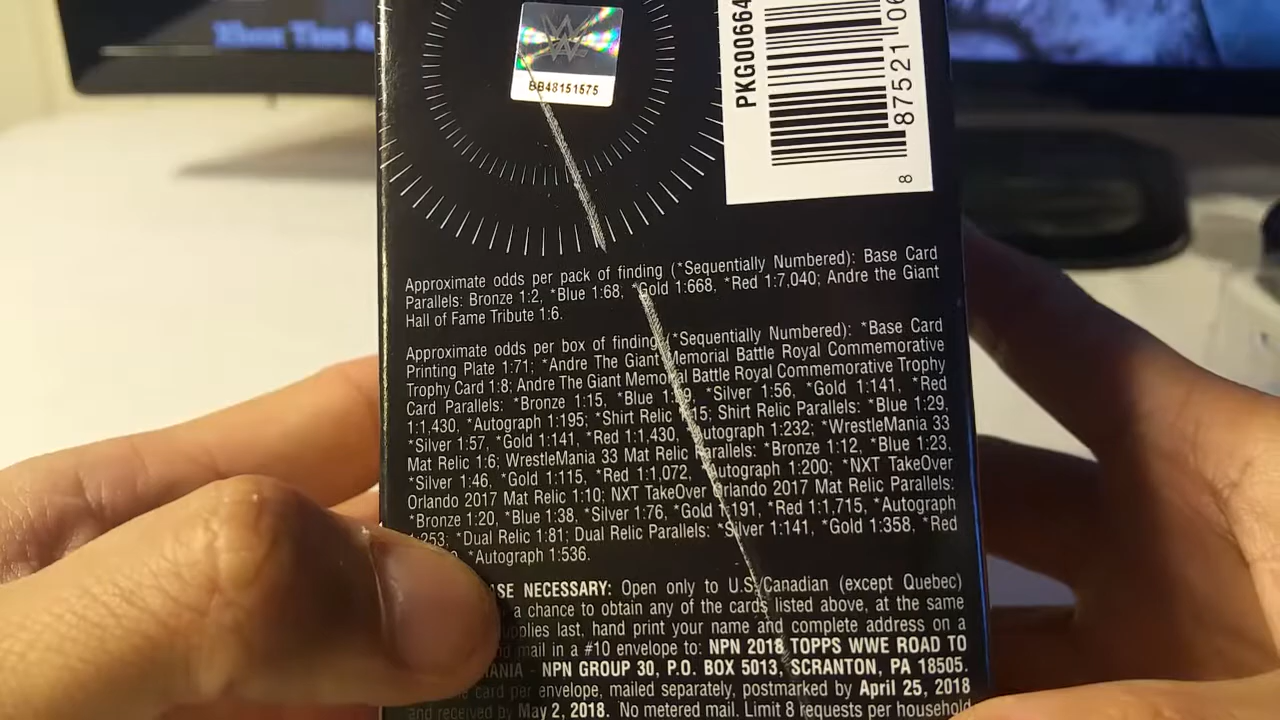 Xbox Tips &
BB48151575
PKG00664
8 87521 06
Approximate odds per pack of finding (*Sequentially Numbered): Base Card
Parallels: Bronze 1:2, *Blue 1:68, *Gold 1:668, *Red 1:7,040; Andre the Giant
Hall of Fame Tribute 1:6.
Approximate odds per box of finding (*Sequentially Numbered): *Base Card
Printing Plate 1:71; *Andre The Giant Memorial Battle Royal Commemorative
Trophy Card 1:8; Andre The Giant Memorial Battle Royal Commemorative Trophy
Card Parallels: *Bronze 1:15, *Blue *Silver 1:56, *Gold 1:141, *Red
1:1,430, *Autograph 1:195; *Shirt Relic Shirt Relic Parallels: *Blue 1:29,
*Silver 1:57, *Gold 1:141, *Red 1:1,430, Autograph 1:232; *WrestleMania 33
Mat Relic 1:6; WrestleMania 33 Mat Relic Parallels: *Bronze 1:12, *Blue 1:23,
*Silver 1:46, *Gold 1:115, *Red 1:1,072, *Autograph 1:200; *NXT TakeOver
Orlando 2017 Mat Relic 1:10; NXT TakeOver Orlando 2017 Mat Relic Parallels:
*Bronze 1:20, *Blue 1:38, *Silver 1:76, *Gold 1:191, *Red 1:1,715, *Autograph
1:253; *Dual Relic 1:81; Dual Relic Parallels: *Silver 1:141, *Gold 1:358, *Red
*Autograph 1:536.
NECESSARY: Open only to U.S./Canadian (except Quebec)
a chance to obtain any of the cards listed above, at the same
last, hand print your name and complete address on a
mail in a #10 envelope to: NPN 2018 TOPPS WWE ROAD TO
- NPN GROUP 30, P.O. BOX 5013, SCRANTON, PA 18505.
card per envelope, mailed separately, postmarked by April 25, 2018
and received by May 2, 2018. No metered mail. Limit 8 requests per household